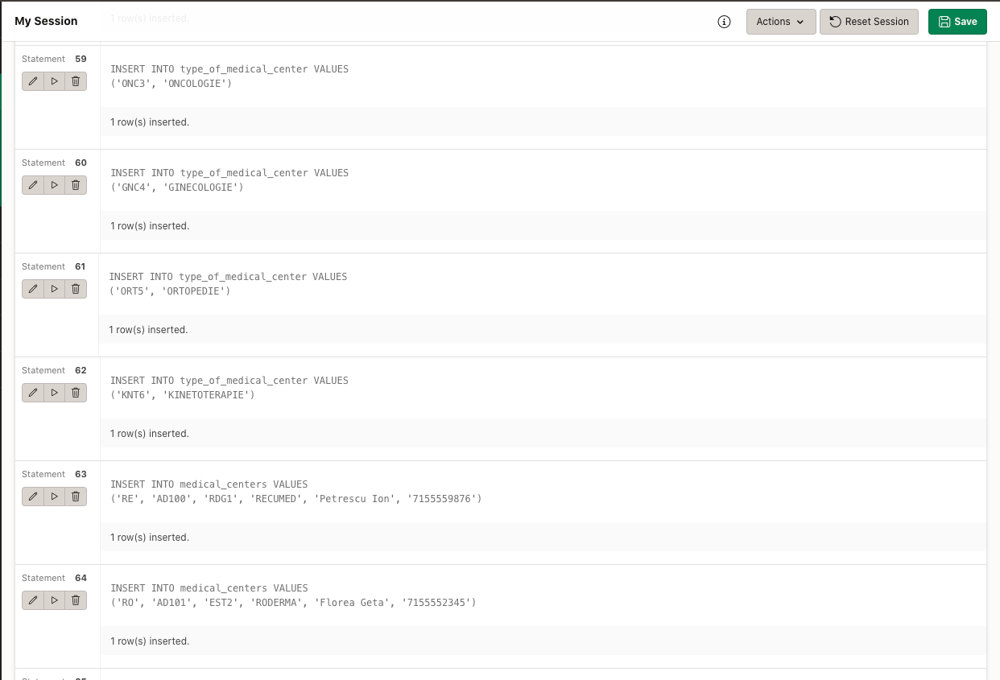 My Session
1 row(s) inserted.
Actions
Reset Session
Save
Statement 59
INSERT INTO type_of_medical_center VALUES
('ONC3', 'ONCOLOGIE')
1 row(s) inserted.
Statement 60
INSERT INTO type_of_medical_center VALUES
('GNC4', 'GINECOLOGIE')
1 row(s) inserted.
Statement 61
INSERT INTO type_of_medical_center VALUES
('ORT5', 'ORTOPEDIE')
1 row(s) inserted.
Statement 62
INSERT INTO type_of_medical_center VALUES
('KNT6', 'KINETOTERAPIE')
1 row(s) inserted.
Statement 63
INSERT INTO medical_centers VALUES
('RE', 'AD100', 'RDG1', 'RECUMED', 'Petrescu Ion', '7155559876')
1 row(s) inserted.
Statement 64
INSERT INTO medical_centers VALUES
('RO', 'AD101', 'EST2', 'RODERMA', 'Florea Geta', '7155552345')
1 row(s) inserted.